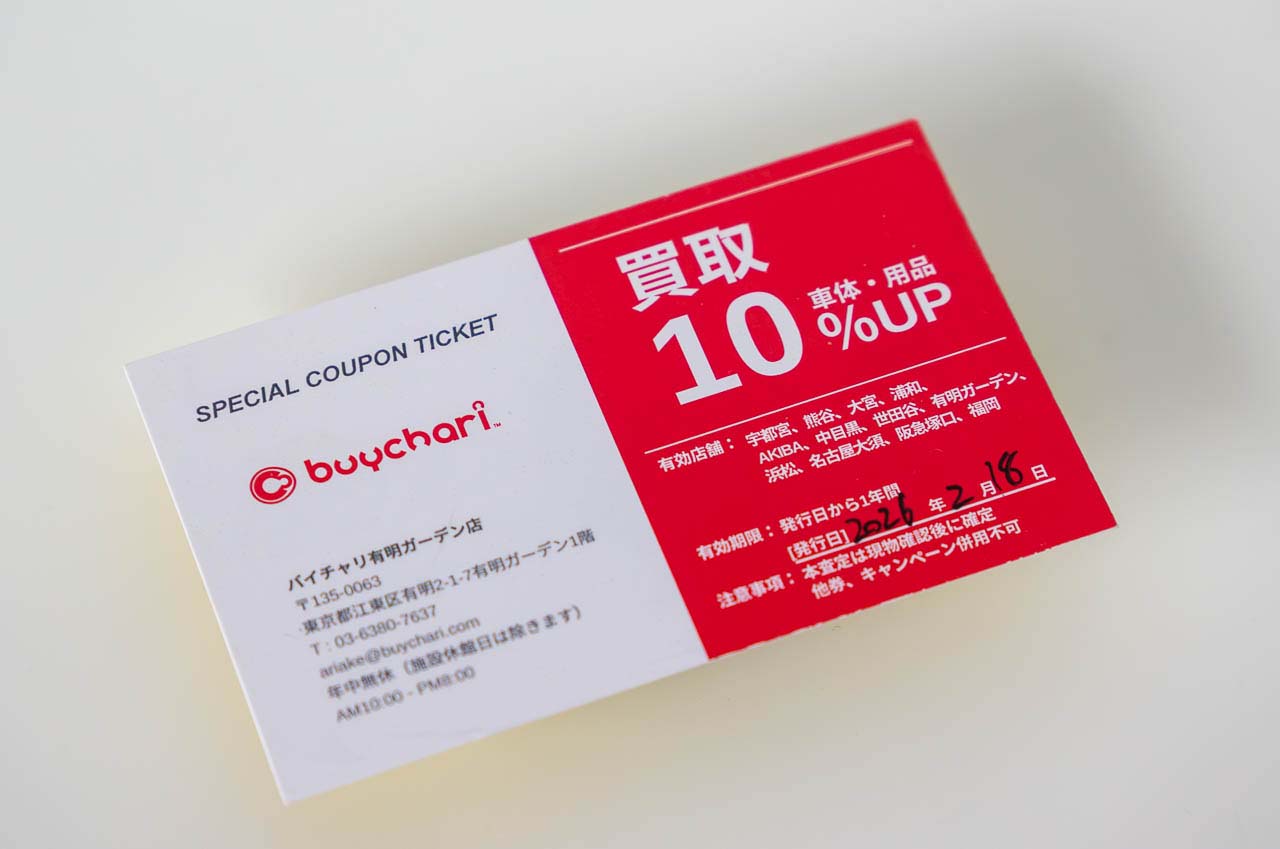 SPECIAL COUPON TICKET
buychari™
バイチャリ有明ガーデン店
〒135-0063
東京都江東区有明2-1-7有明ガーデン1階
T : 03-6380-7637
ariake@buychari.com
年中無休（施設休館日は除きます）
AM10:00 - PM8:00
買取
10
車体・用品
%UP
有効店舗： 宇都宮、熊谷、大宮、浦和、
AKIBA、中目黒、世田谷、有明ガーデン、
浜松、名古屋大須、阪急塚口、福岡
有効期限： 発行日から1年間
[発行日] 2026 年 2 月 18 日
注意事項： 本査定は現物確認後に確定
他券、キャンペーン併用不可